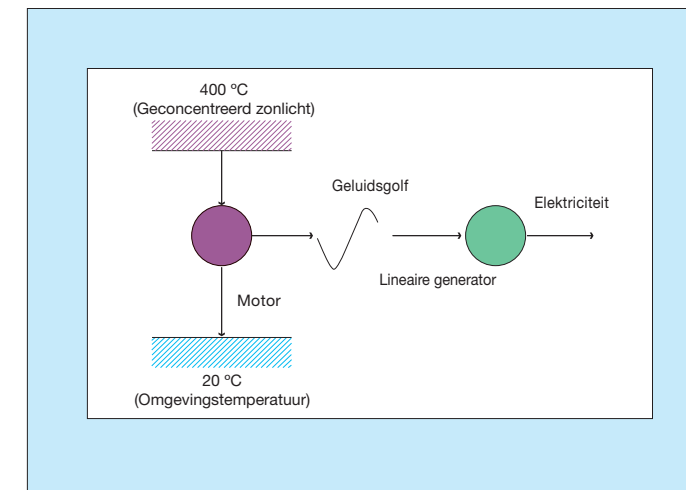 400 ºC
(Geconcentreerd zonlicht)
Geluidsgolf
Elektriciteit
Lineaire generator
Motor
20 ºC
(Omgevingstemperatuur)